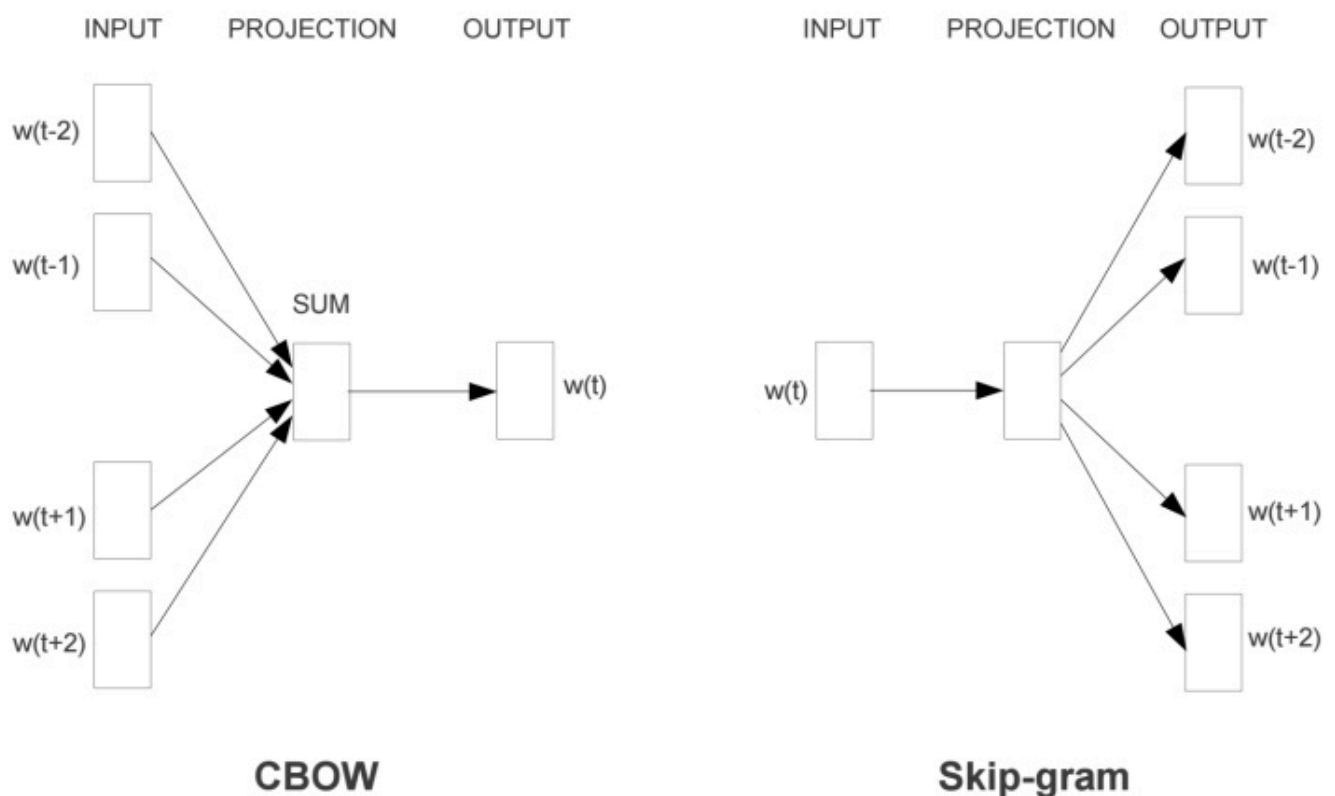 INPUT PROJECTION OUTPUT
w(t-2)
w(t-1)
SUM
w(t)
w(t+1)
w(t+2)
CBOW
INPUT PROJECTION OUTPUT
w(t-2)
w(t-1)
w(t)
w(t+1)
w(t+2)
Skip-gram